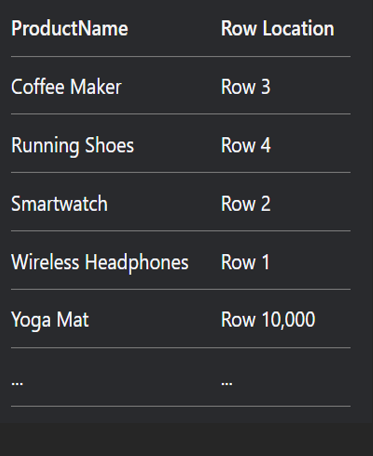 ProductName Row Location
Coffee Maker Row 3
Running Shoes Row 4
Smartwatch Row 2
Wireless Headphones Row 1
Yoga Mat Row 10,000
... ...